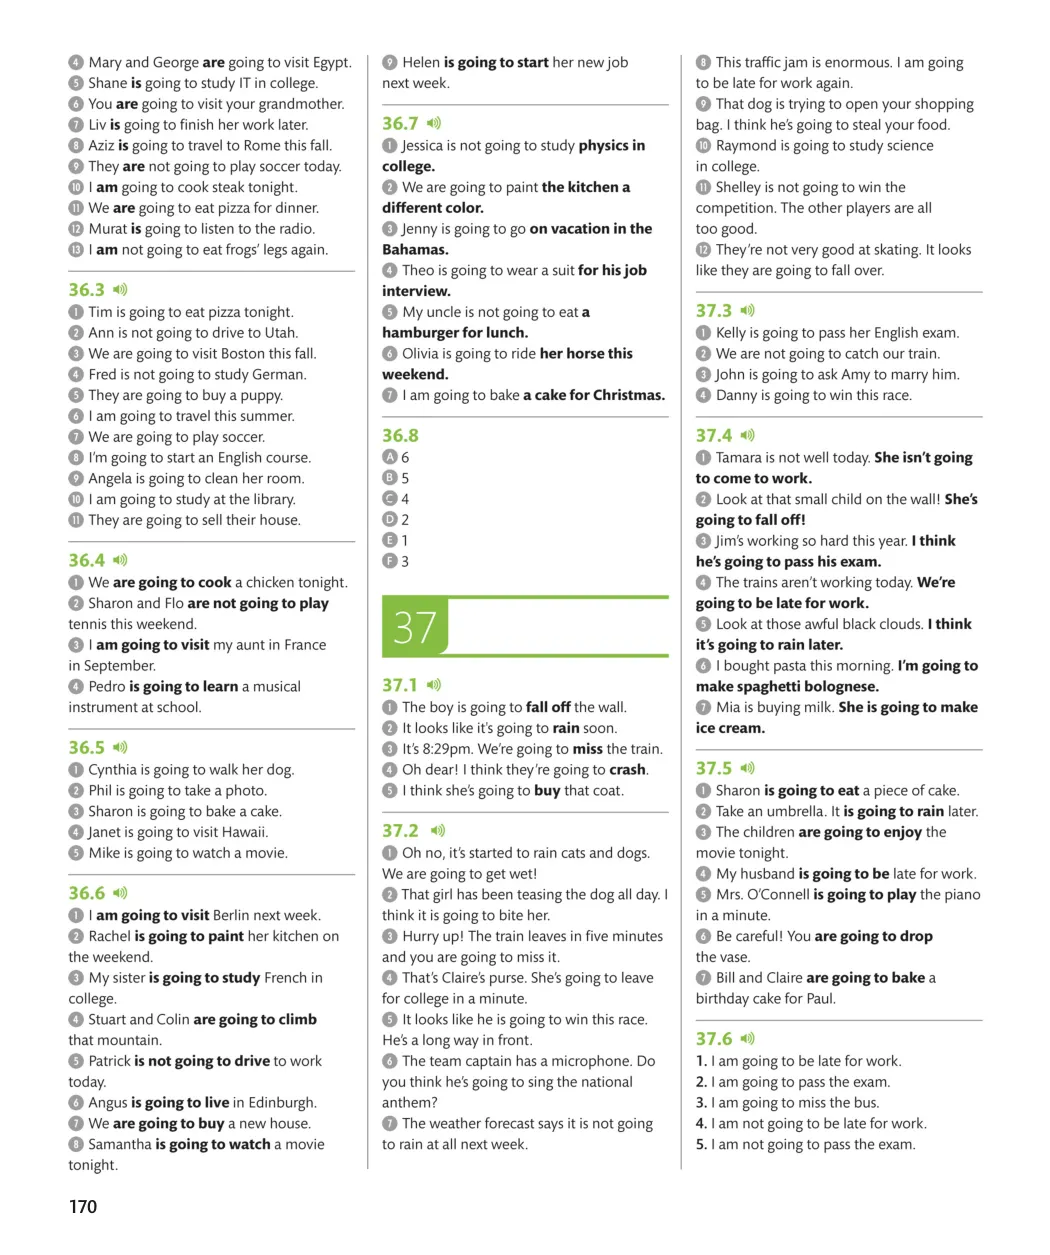 4 Mary and George are going to visit Egypt.
5 Shane is going to study IT in college.
6 You are going to visit your grandmother.
7 Liv is going to finish her work later.
8 Aziz is going to travel to Rome this fall.
9 They are not going to play soccer today.
10 I am going to cook steak tonight.
11 We are going to eat pizza for dinner.
12 Murat is going to listen to the radio.
13 I am not going to eat frogs’ legs again.
36.3
1 Tim is going to eat pizza tonight.
2 Ann is not going to drive to Utah.
3 We are going to visit Boston this fall.
4 Fred is not going to study German.
5 They are going to buy a puppy.
6 I am going to travel this summer.
7 We are going to play soccer.
8 I’m going to start an English course.
9 Angela is going to clean her room.
10 I am going to study at the library.
11 They are going to sell their house.
36.4
1 We are going to cook a chicken tonight.
2 Sharon and Flo are not going to play
tennis this weekend.
3 I am going to visit my aunt in France
in September.
4 Pedro is going to learn a musical
instrument at school.
36.5
1 Cynthia is going to walk her dog.
2 Phil is going to take a photo.
3 Sharon is going to bake a cake.
4 Janet is going to visit Hawaii.
5 Mike is going to watch a movie.
36.6
1 I am going to visit Berlin next week.
2 Rachel is going to paint her kitchen on
the weekend.
3 My sister is going to study French in
college.
4 Stuart and Colin are going to climb
that mountain.
5 Patrick is not going to drive to work
today.
6 Angus is going to live in Edinburgh.
7 We are going to buy a new house.
8 Samantha is going to watch a movie
tonight.
9 Helen is going to start her new job
next week.
36.7
1 Jessica is not going to study physics in
college.
2 We are going to paint the kitchen a
different color.
3 Jenny is going to go on vacation in the
Bahamas.
4 Theo is going to wear a suit for his job
interview.
5 My uncle is not going to eat a
hamburger for lunch.
6 Olivia is going to ride her horse this
weekend.
7 I am going to bake a cake for Christmas.
36.8
A 6
B 5
C 4
D 2
E 1
F 3
37
37.1
1 The boy is going to fall off the wall.
2 It looks like it's going to rain soon.
3 It’s 8:29pm. We’re going to miss the train.
4 Oh dear! I think they’re going to crash.
5 I think she’s going to buy that coat.
37.2
1 Oh no, it’s started to rain cats and dogs.
We are going to get wet!
2 That girl has been teasing the dog all day. I
think it is going to bite her.
3 Hurry up! The train leaves in five minutes
and you are going to miss it.
4 That’s Claire’s purse. She’s going to leave
for college in a minute.
5 It looks like he is going to win this race.
He’s a long way in front.
6 The team captain has a microphone. Do
you think he’s going to sing the national
anthem?
7 The weather forecast says it is not going
to rain at all next week.
8 This traffic jam is enormous. I am going
to be late for work again.
9 That dog is trying to open your shopping
bag. I think he’s going to steal your food.
10 Raymond is going to study science
in college.
11 Shelley is not going to win the
competition. The other players are all
too good.
12 They’re not very good at skating. It looks
like they are going to fall over.
37.3
1 Kelly is going to pass her English exam.
2 We are not going to catch our train.
3 John is going to ask Amy to marry him.
4 Danny is going to win this race.
37.4
1 Tamara is not well today. She isn’t going
to come to work.
2 Look at that small child on the wall! She’s
going to fall off!
3 Jim’s working so hard this year. I think
he’s going to pass his exam.
4 The trains aren’t working today. We’re
going to be late for work.
5 Look at those awful black clouds. I think
it’s going to rain later.
6 I bought pasta this morning. I’m going to
make spaghetti bolognese.
7 Mia is buying milk. She is going to make
ice cream.
37.5
1 Sharon is going to eat a piece of cake.
2 Take an umbrella. It is going to rain later.
3 The children are going to enjoy the
movie tonight.
4 My husband is going to be late for work.
5 Mrs. O’Connell is going to play the piano
in a minute.
6 Be careful! You are going to drop
the vase.
7 Bill and Claire are going to bake a
birthday cake for Paul.
37.6
1. I am going to be late for work.
2. I am going to pass the exam.
3. I am going to miss the bus.
4. I am not going to be late for work.
5. I am not going to pass the exam.
170